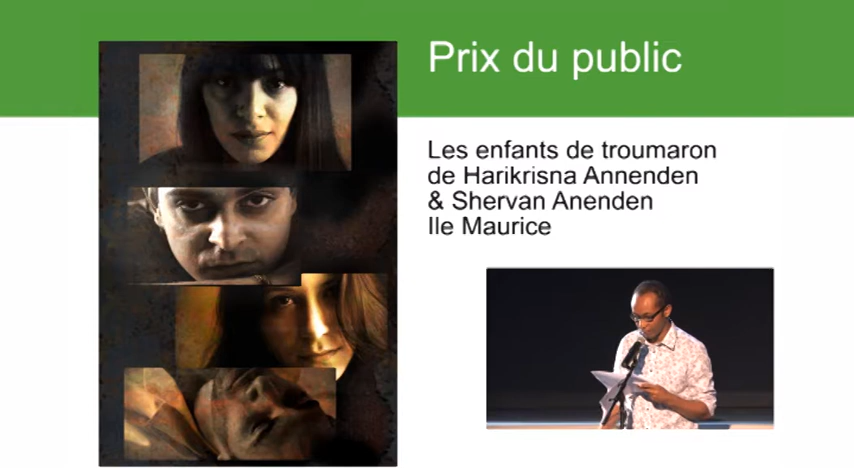 Prix du public
Les enfants de troumaron
de Harikrisna Annenden
& Shervan Anenden
Ile Maurice